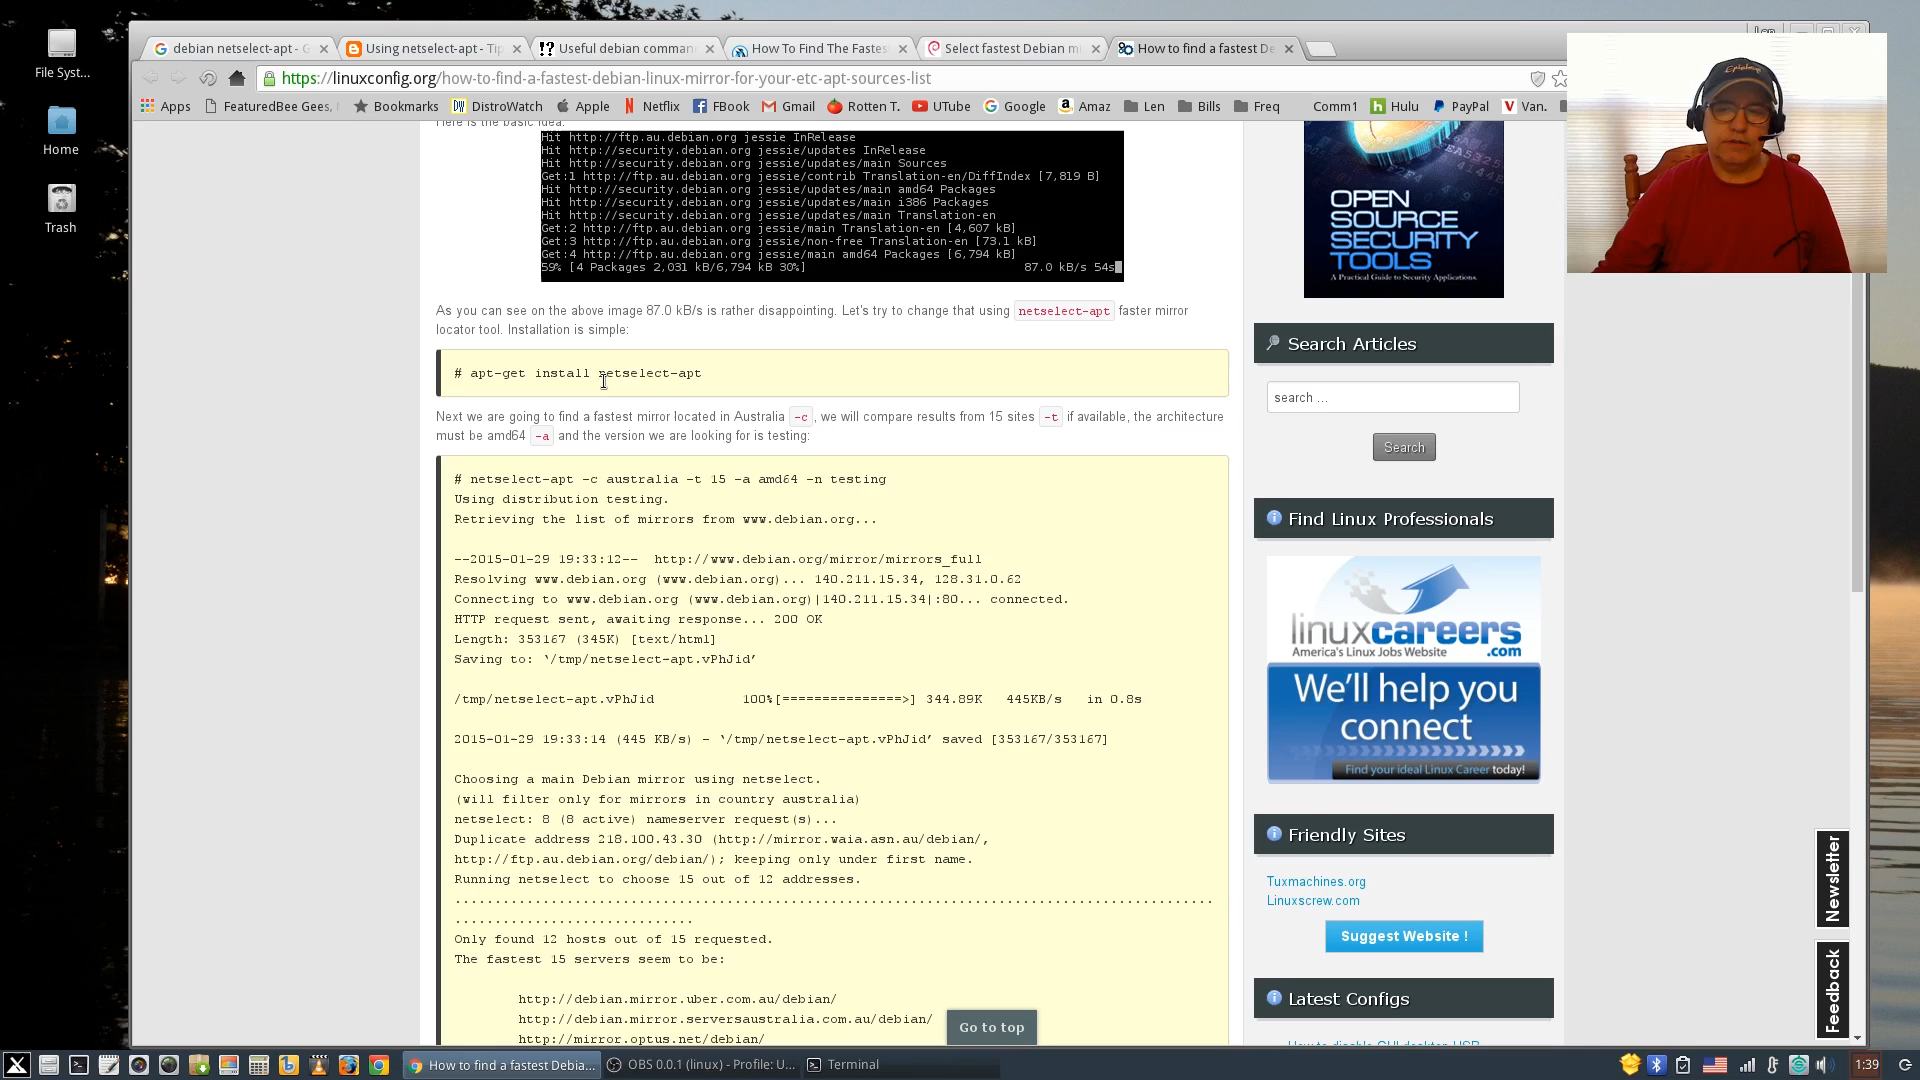 File Sys...
Home
Trash
debian netselect-apt - G
Using netselect-apt - Tip
Useful debian comman
How To Find The Fastes
Select fastest Debian mi
How to find a fastest De
https://linuxconfig.org/how-to-find-a-fastest-debian-linux-mirror-for-your-etc-apt-sources-list
Apps
FeaturedBee Gees,
Bookmarks
DistroWatch
Apple
Netflix
FBook
Gmail
Rotten T.
UTube
Google
Amaz
Len
Bills
Freq
Comm1
Hulu
PayPal
Van.
Here is the basic idea:
Hit http://ftp.au.debian.org jessie InRelease
Hit http://security.debian.org jessie/updates InRelease
Hit http://security.debian.org jessie/updates/main Sources
Get:1 http://ftp.au.debian.org jessie/contrib Translation-en/DiffIndex [7,819 B]
Hit http://security.debian.org jessie/updates/main amd64 Packages
Hit http://security.debian.org jessie/updates/main i386 Packages
Hit http://security.debian.org jessie/updates/main Translation-en
Get:2 http://ftp.au.debian.org jessie/main Translation-en [4,607 kB]
Get:3 http://ftp.au.debian.org jessie/non-free Translation-en [73.1 kB]
Get:4 http://ftp.au.debian.org jessie/main amd64 Packages [6,794 kB]
59% [4 Packages 2,031 kB/6,794 kB 30%] 87.0 kB/s 54s
As you can see on the above image 87.0 kB/s is rather disappointing. Let's try to change that using netselect-apt faster mirror
locator tool. Installation is simple:
# apt-get install netselect-apt
Next we are going to find a fastest mirror located in Australia -c, we will compare results from 15 sites -t if available, the architecture
must be amd64 -a and the version we are looking for is testing:
# netselect-apt -c australia -t 15 -a amd64 -n testing
Using distribution testing.
Retrieving the list of mirrors from www.debian.org...
--2015-01-29 19:33:12-- http://www.debian.org/mirror/mirrors_full
Resolving www.debian.org (www.debian.org)... 140.211.15.34, 128.31.0.62
Connecting to www.debian.org (www.debian.org)|140.211.15.34|:80... connected.
HTTP request sent, awaiting response... 200 OK
Length: 353167 (345K) [text/html]
Saving to: ‘/tmp/netselect-apt.vPhJid’
/tmp/netselect-apt.vPhJid 100%[===============>] 344.89K 445KB/s in 0.8s
2015-01-29 19:33:14 (445 KB/s) - ‘/tmp/netselect-apt.vPhJid’ saved [353167/353167]
Choosing a main Debian mirror using netselect.
(will filter only for mirrors in country australia)
netselect: 8 (8 active) nameserver request(s)...
Duplicate address 218.100.43.30 (http://mirror.waia.asn.au/debian/,
http://ftp.au.debian.org/debian/); keeping only under first name.
Running netselect to choose 15 out of 12 addresses.
Only found 12 hosts out of 15 requested.
The fastest 15 servers seem to be:
http://debian.mirror.uber.com.au/debian/
http://debian.mirror.serversaustralia.com.au/debian/
http://mirror.optus.net/debian/
Go to top
OPEN
SOURCE
SECURITY
TOOLS
A Practical Guide to Security Applications.
Search Articles
search ...
Search
Find Linux Professionals
linuxcareers
.com
America's Linux Jobs Website
We'll help you
connect
Find your ideal Linux Career today!
Friendly Sites
Tuxmachines.org
Linuxscrew.com
Suggest Website !
Latest Configs
Newsletter
Feedback
How to find a fastest Debia...
OBS 0.0.1 (linux) - Profile: U...
Terminal
1:39